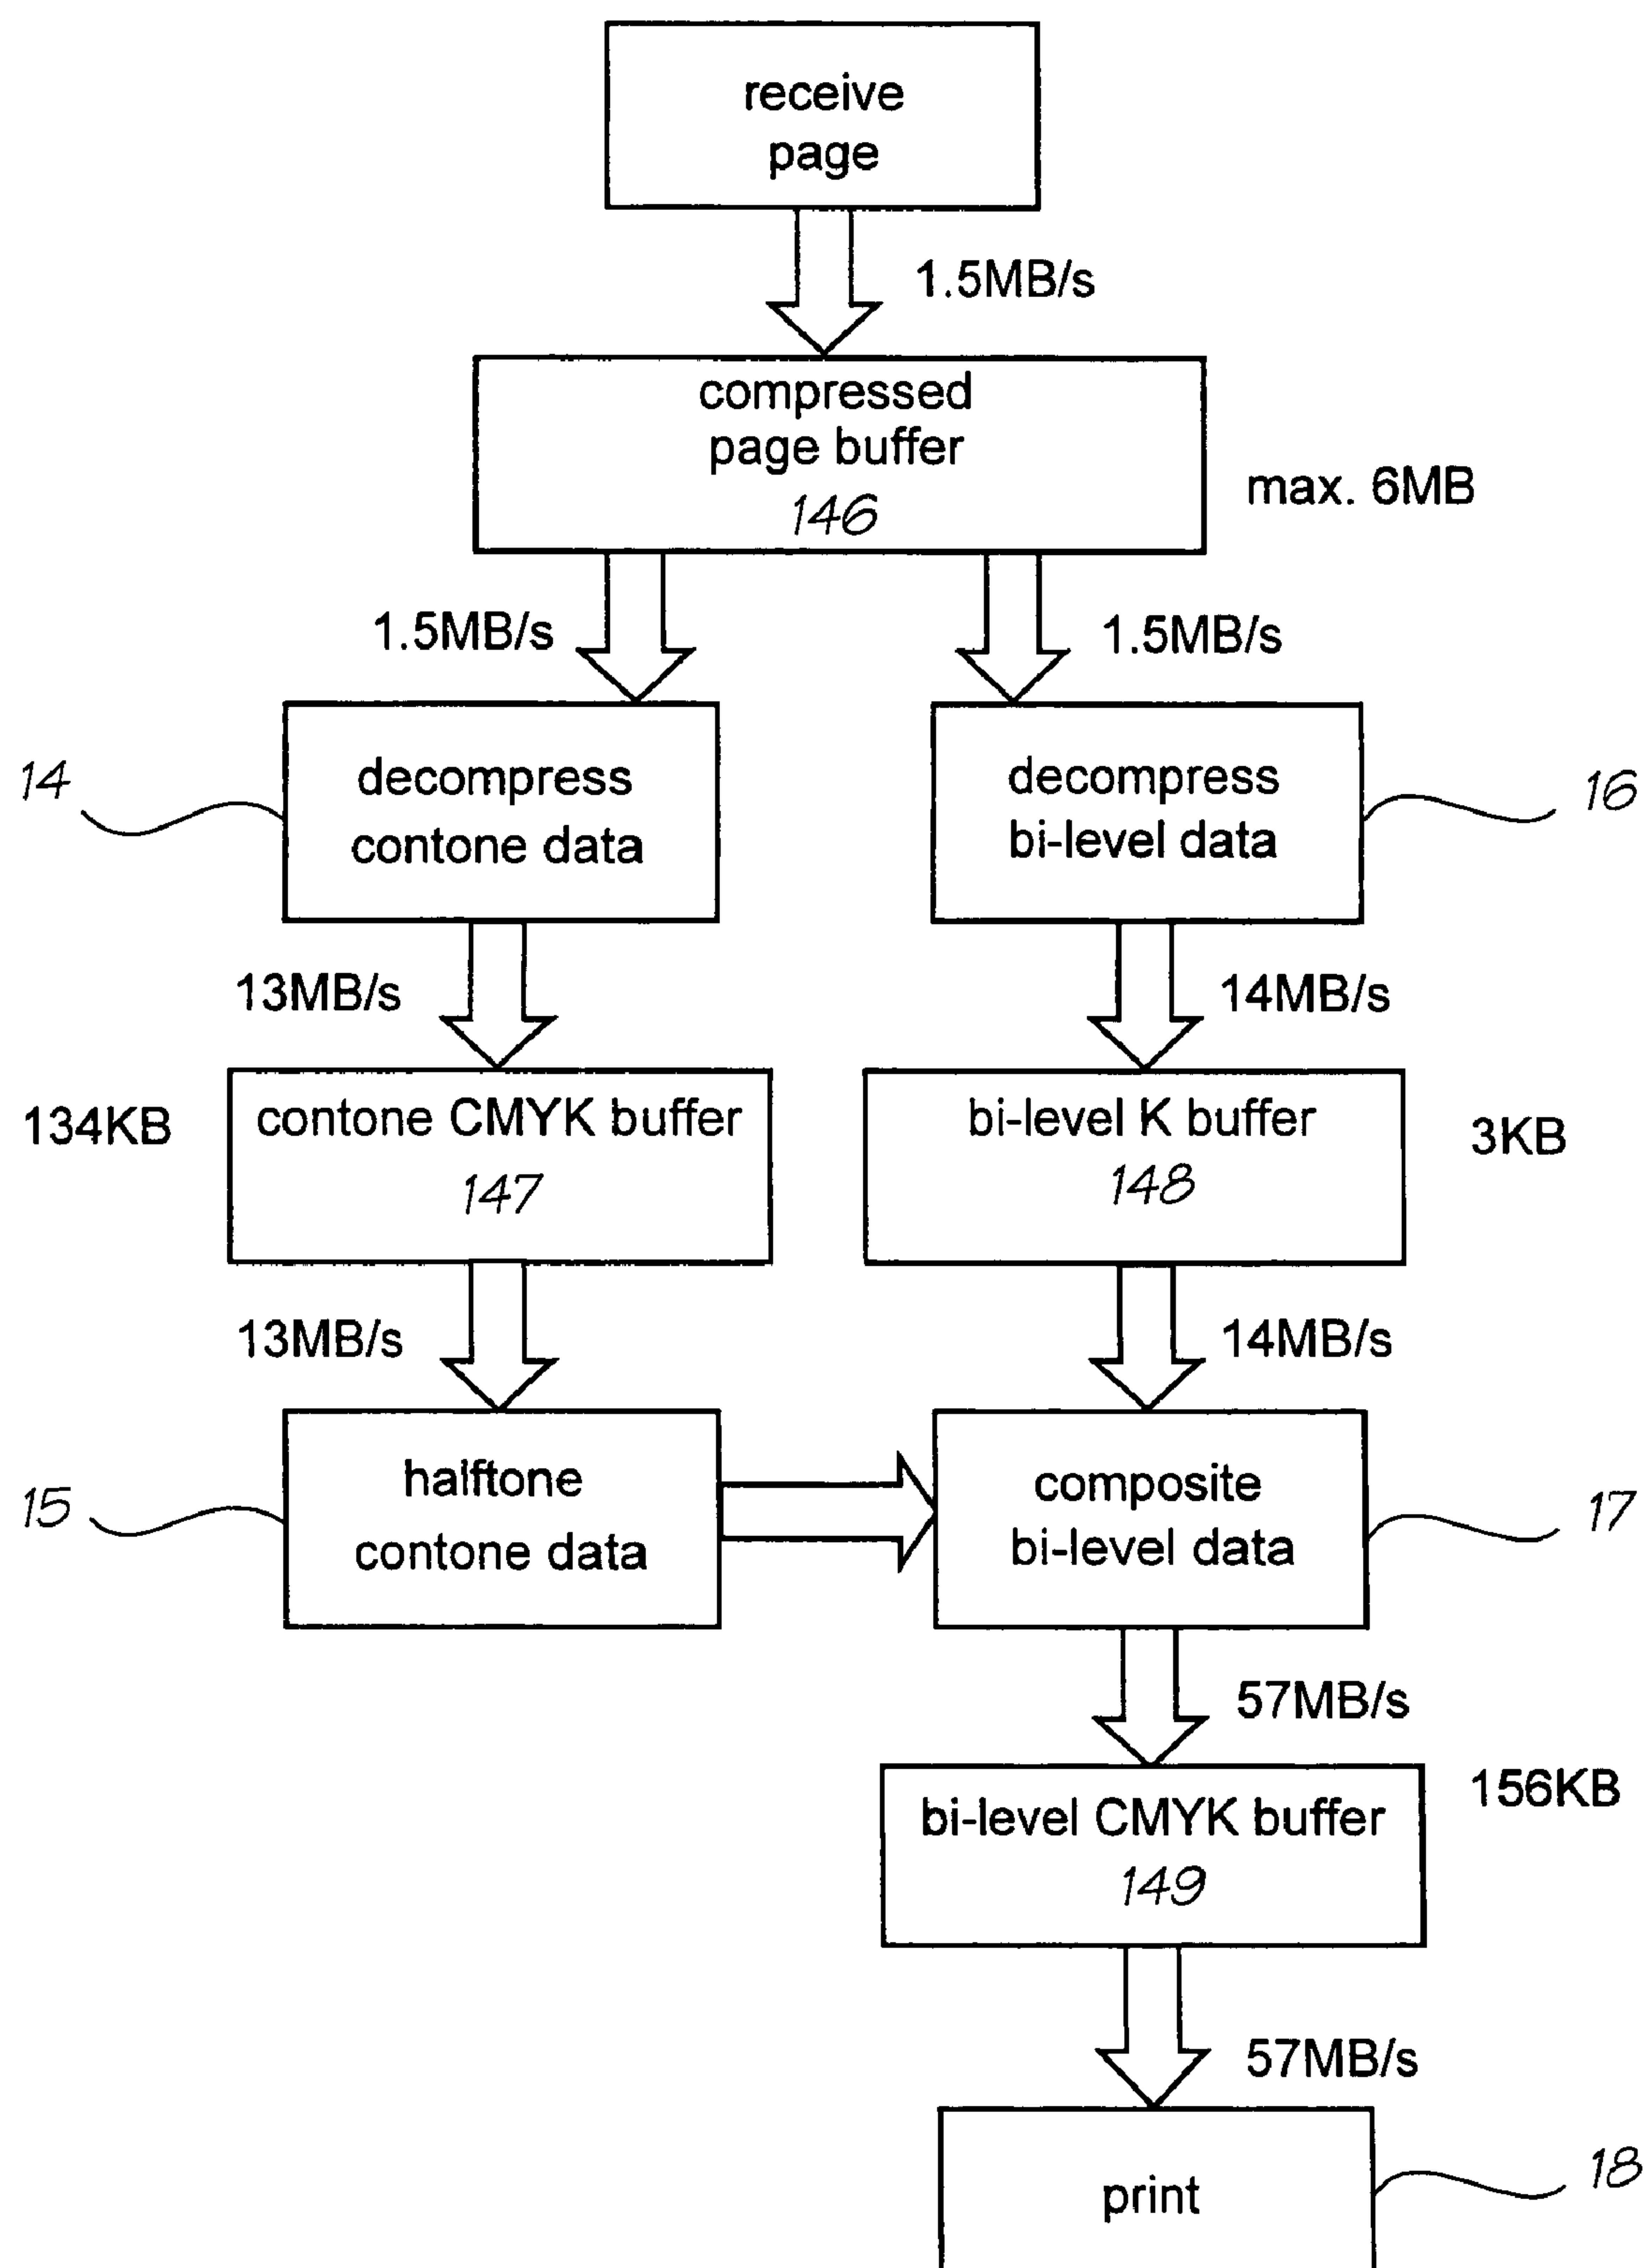 receive
page
1.5MB/s
compressed
page buffer
146
max. 6MB
1.5MB/s
1.5MB/s
decompress
contone data
14
decompress
bi-level data
16
13MB/s
14MB/s
134KB
contone CMYK buffer
147
bi-level K buffer
148
3KB
13MB/s
14MB/s
halftone
contone data
15
composite
bi-level data
17
57MB/s
156KB
bi-level CMYK buffer
149
57MB/s
print
18